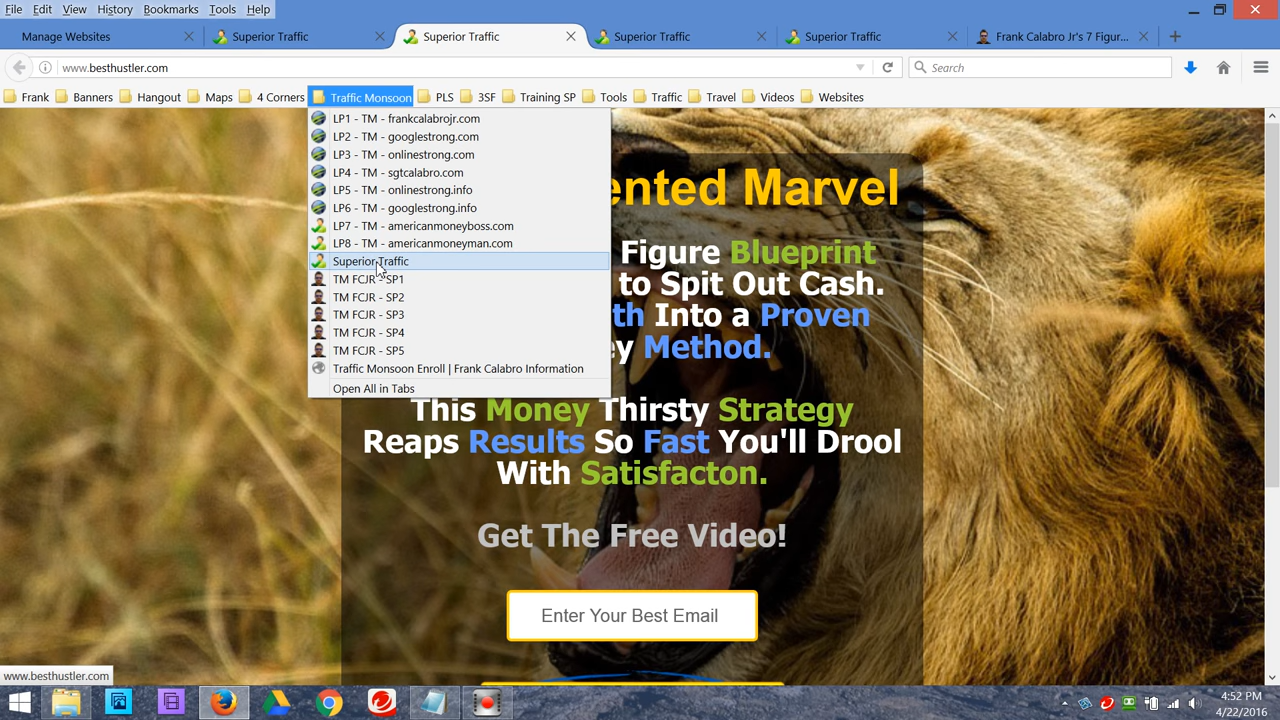 File Edit View History Bookmarks Tools Help
Manage Websites
Superior Traffic
Superior Traffic
Superior Traffic
Superior Traffic
Frank Calabro Jr's 7 Figur...
www.besthustler.com
Search
Frank Banners Hangout Maps 4 Corners Traffic Monsoon PLS 3SF Training SP Tools Traffic Travel Videos Websites
LP1 - TM - frankcalabrojr.com
LP2 - TM - googlestrong.com
LP3 - TM - onlinestrong.com
LP4 - TM - sgtcalabro.com
LP5 - TM - onlinestrong.info
LP6 - TM - googlestrong.info
LP7 - TM - americanmoneyboss.com
LP8 - TM - americanmoneyman.com
Superior Traffic
TM FCJR - SP1
TM FCJR - SP2
TM FCJR - SP3
TM FCJR - SP4
TM FCJR - SP5
Traffic Monsoon Enroll | Frank Calabro Information
Open All in Tabs
ented Marvel
Figure Blueprint
to Spit Out Cash.
th Into a Proven
ey Method.
This Money Thirsty Strategy
Reaps Results So Fast You'll Drool
With Satisfacton.
Get The Free Video!
Enter Your Best Email
www.besthustler.com
4:52 PM
4/22/2016